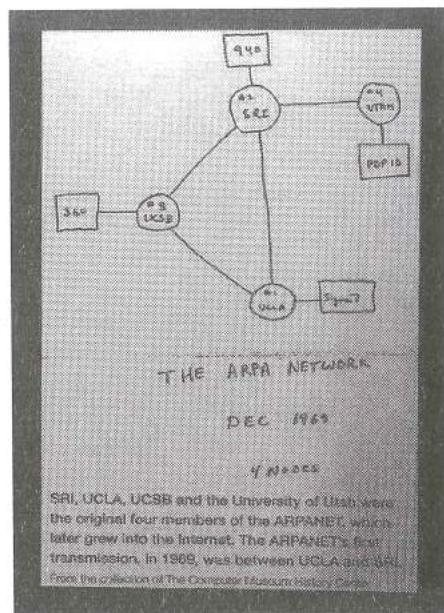 940
#2
SRI
#4
UTAH
PDP 10
360
#3
UCSB
#1
UCLA
Sigma 7
THE ARPA NETWORK
DEC 1969
4 NODES
SRI, UCLA, UCSB and the University of Utah were
the original four members of the ARPANET, which
later grew into the Internet. The ARPANET's first
transmission, in 1969, was between UCLA and SRI.
From the collection of The Computer Museum History Center